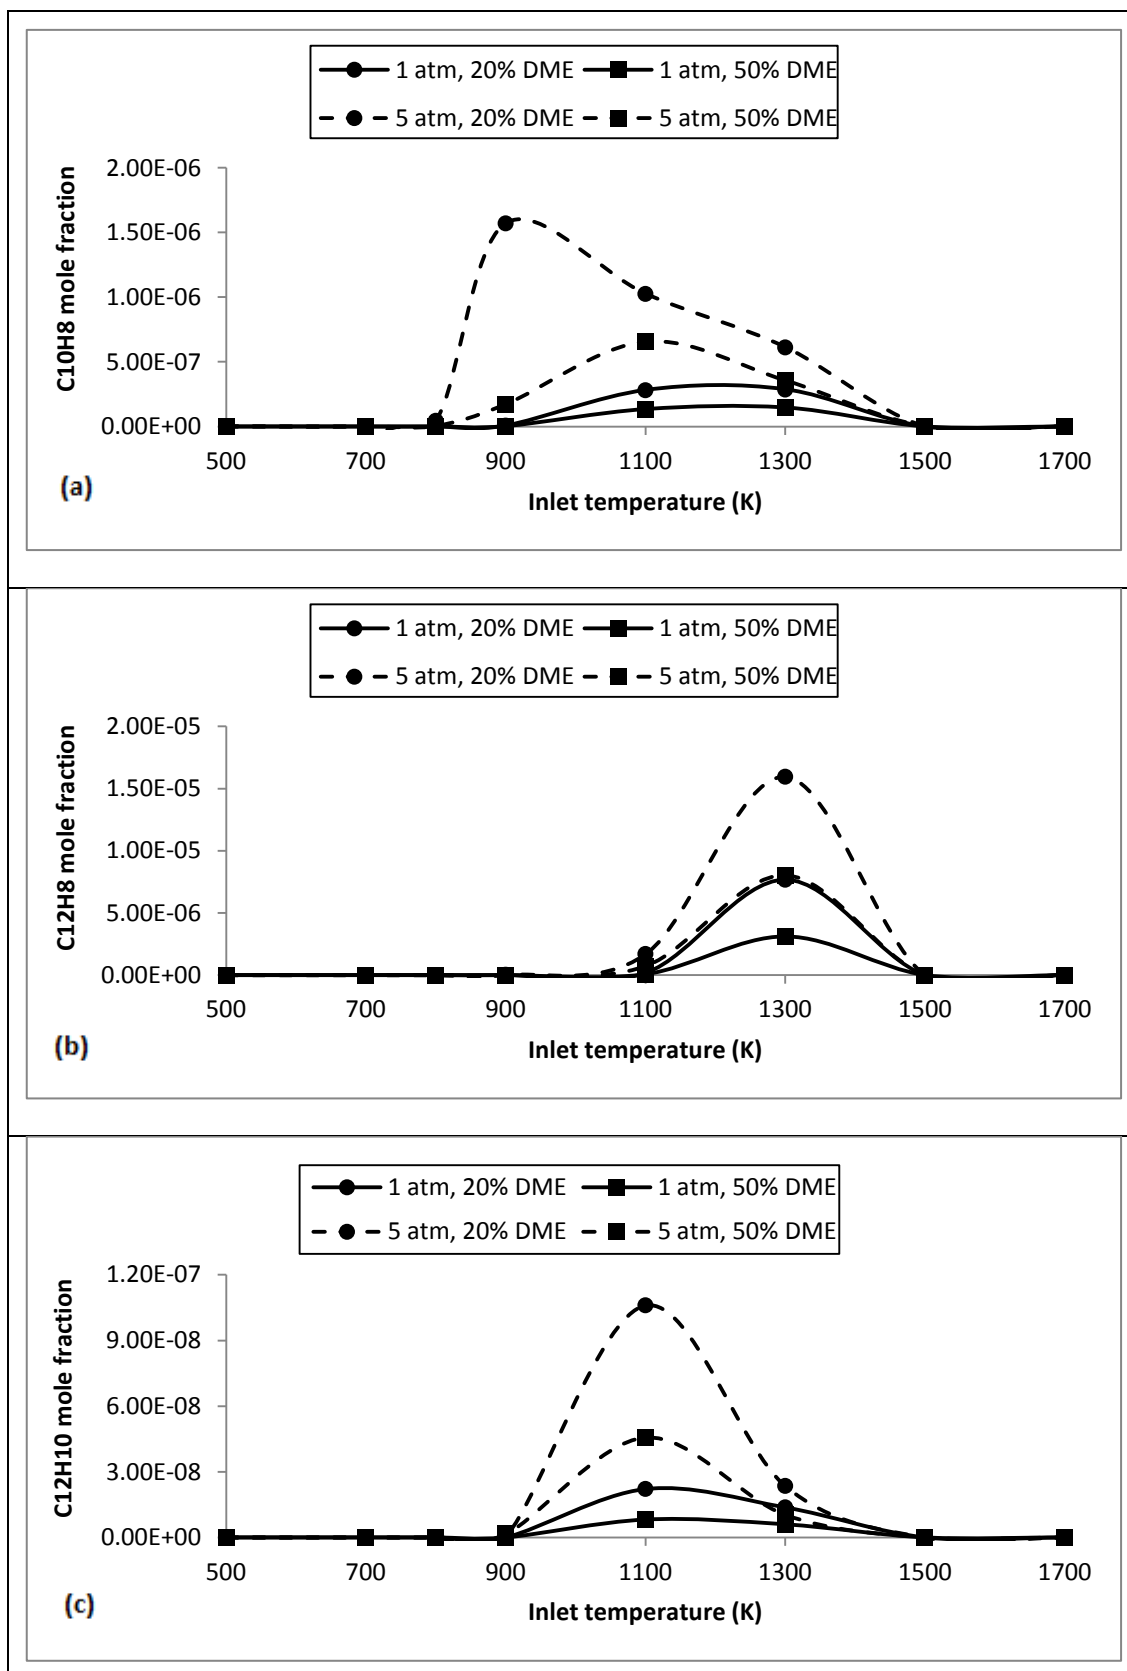 1 atm, 20% DME 1 atm, 50% DME
5 atm, 20% DME 5 atm, 50% DME
2.00E-06
1.50E-06
1.00E-06
5.00E-07
0.00E+00
C10H8 mole fraction
500 700 900 1100 1300 1500 1700
Inlet temperature (K)
(a)
1 atm, 20% DME 1 atm, 50% DME
5 atm, 20% DME 5 atm, 50% DME
2.00E-05
1.50E-05
1.00E-05
5.00E-06
0.00E+00
C12H8 mole fraction
500 700 900 1100 1300 1500 1700
Inlet temperature (K)
(b)
1 atm, 20% DME 1 atm, 50% DME
5 atm, 20% DME 5 atm, 50% DME
1.20E-07
9.00E-08
6.00E-08
3.00E-08
0.00E+00
C12H10 mole fraction
500 700 900 1100 1300 1500 1700
Inlet temperature (K)
(c)